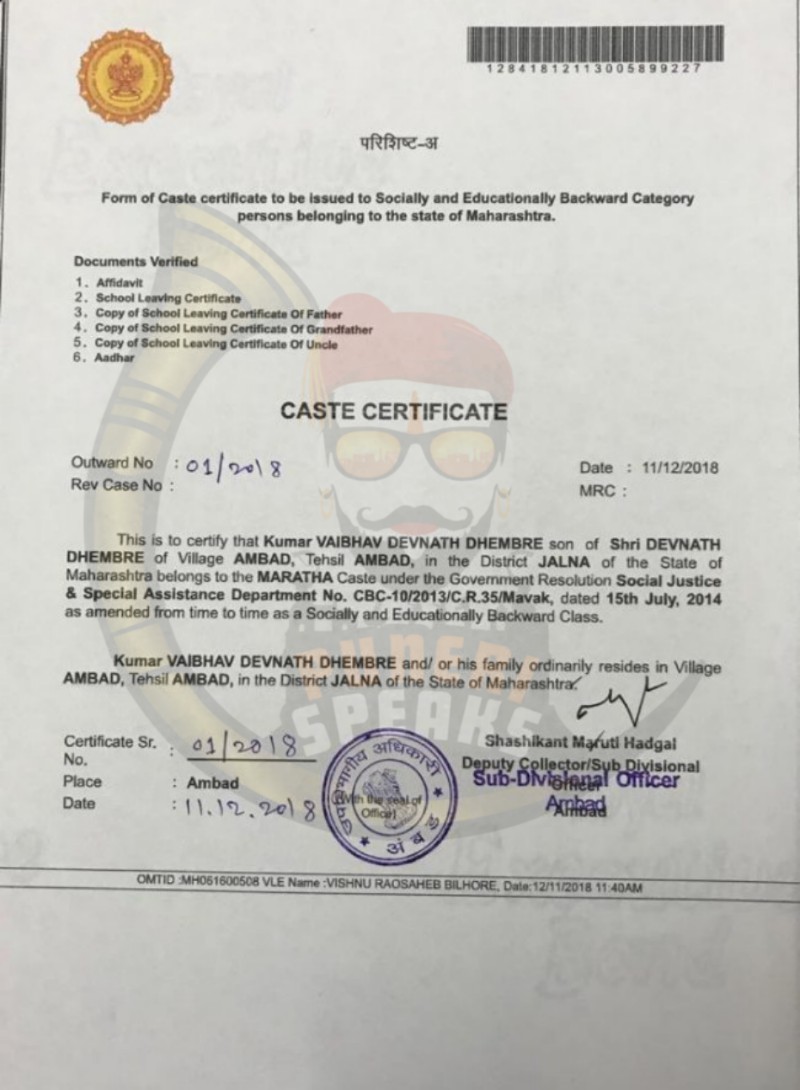 12841812113005899227
परिशिष्ट-अ
Form of Caste certificate to be issued to Socially and Educationally Backward Category
persons belonging to the state of Maharashtra.
Documents Verified
1. Affidavit
2. School Leaving Certificate
3. Copy of School Leaving Certificate Of Father
4. Copy of School Leaving Certificate Of Grandfather
5. Copy of School Leaving Certificate Of Uncle
6. Aadhar
CASTE CERTIFICATE
Outward No : 01/2018
Date : 11/12/2018
Rev Case No :
MRC :
This is to certify that Kumar VAIBHAV DEVNATH DHEMBRE son of Shri DEVNATH
DHEMBRE of Village AMBAD, Tehsil AMBAD, in the District JALNA of the State of
Maharashtra belongs to the MARATHA Caste under the Government Resolution Social Justice
& Special Assistance Department No. CBC-10/2013/C.R.35/Mavak, dated 15th July, 2014
as amended from time to time as a Socially and Educationally Backward Class.
Kumar VAIBHAV DEVNATH DHEMBRE and/ or his family ordinarily resides in Village
AMBAD, Tehsil AMBAD, in the District JALNA of the State of Maharashtra.
PUNERI
SPEAKS
Certificate Sr. No. : 01/2018
Place : Ambad
Date : 11.12.2018
उपविभागीय अधिकारी
(With the seal of
Office)
अंबड
Shashikant Maruti Hadgal
Deputy Collector/Sub Divisional
Officer
Ambad
Sub-Divisional Officer
Ambad
OMTID :MH061600508 VLE Name :VISHNU RAOSAHEB BILHORE, Date:12/11/2018 11:40AM